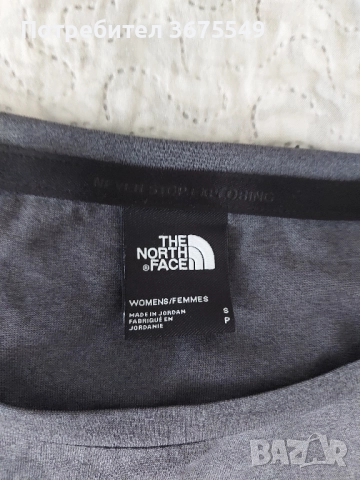 Потребител 3675549
NEVER STOP EXPLORING
THE
NORTH
®FACE
WOMENS/FEMMES
MADE IN JORDAN
FABRIQUÉ EN
JORDANIE
S
P
BAZAR